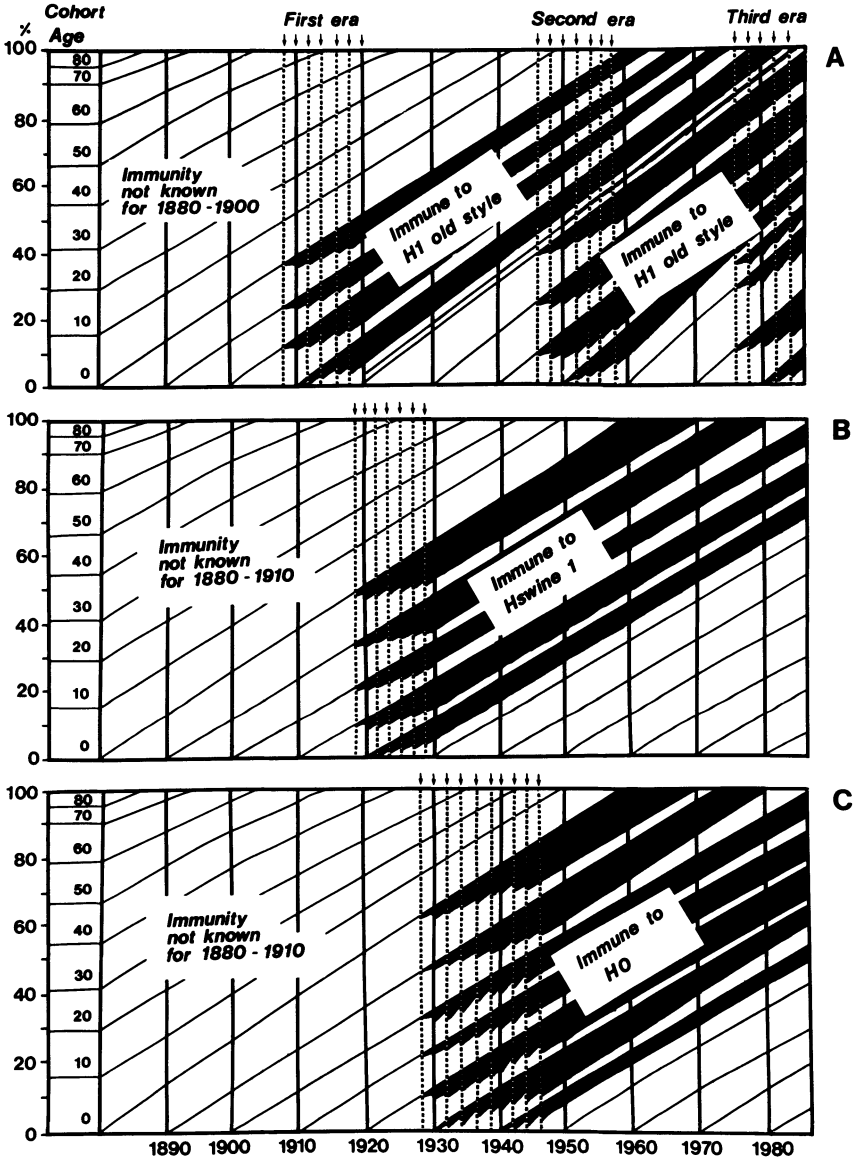 Cohort
% Age
First era
Second era
Third era
A
100
80
60
40
20
0
80
70
60
50
40
30
20
10
0
Immunity
not known
for 1880-1900
Immune to
H1 old style
Immune to
H1 old style
B
100
80
60
40
20
0
80
70
60
50
40
30
20
10
0
Immunity
not known
for 1880-1910
Immune to
Hswine 1
C
100
80
60
40
20
0
80
70
60
50
40
30
20
10
0
Immunity
not known
for 1880-1910
Immune to
H0
1890 1900 1910 1920 1930 1940 1950 1960 1970 1980